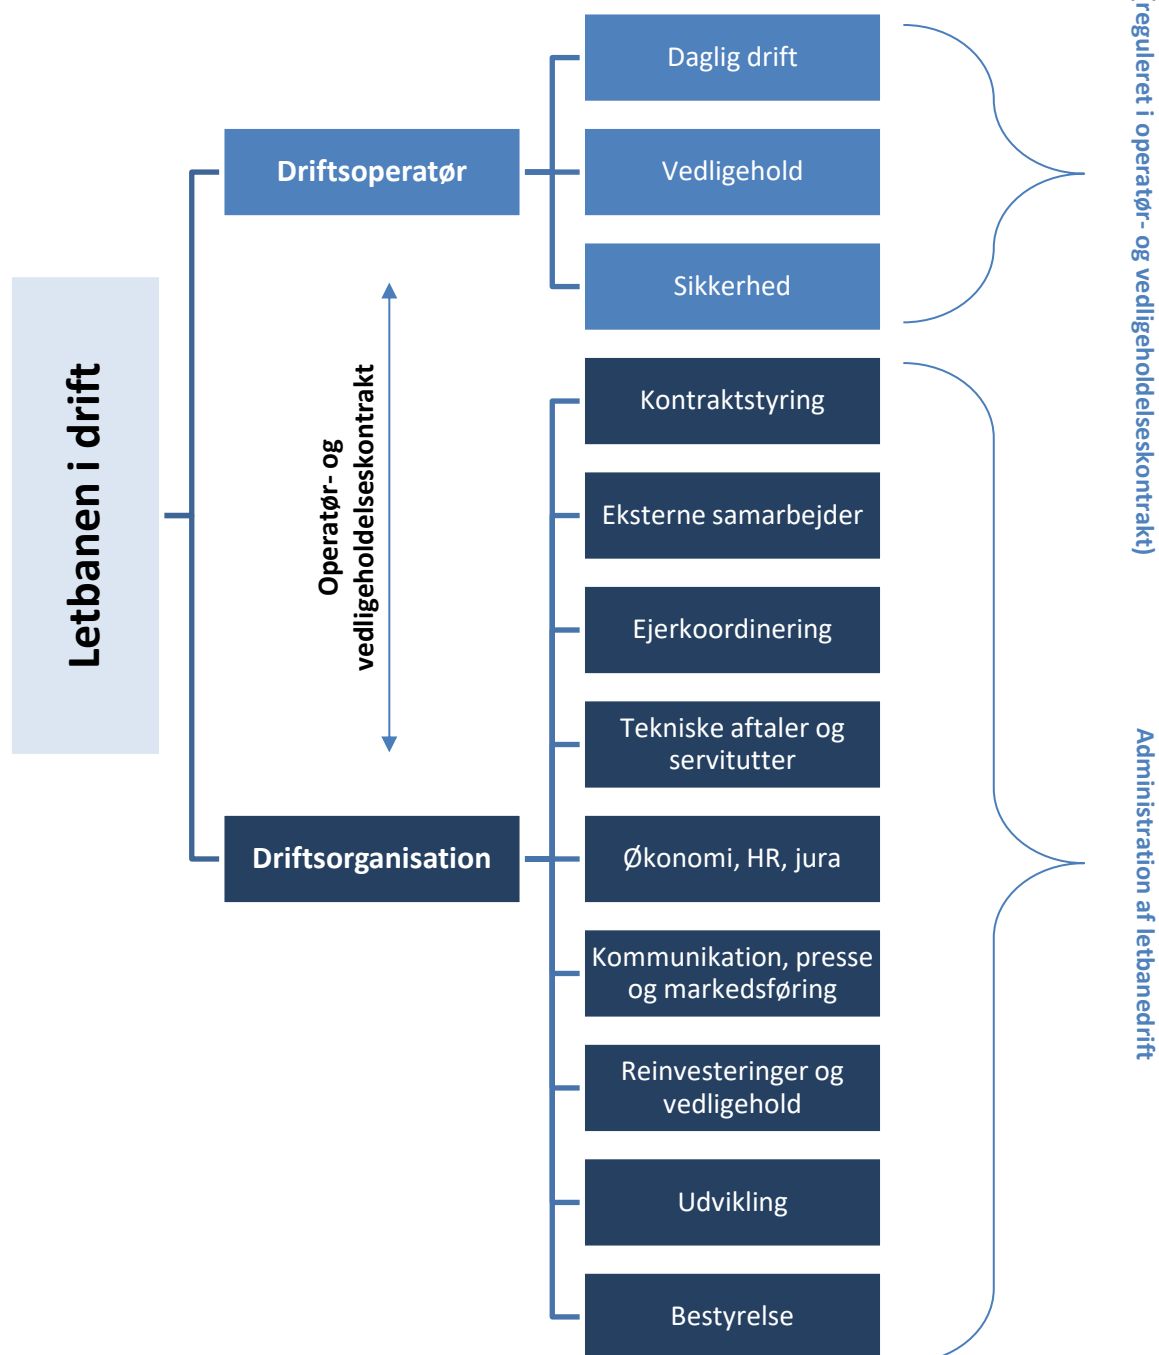 Letbanen i drift
Driftsoperatør
Operatør- og
vedligeholdelseskontrakt
Driftsorganisation
Daglig drift
Vedligehold
Sikkerhed
Kontraktstyring
Eksterne samarbejder
Ejerkoordinering
Tekniske aftaler og
servitutter
Økonomi, HR, jura
Kommunikation, presse
og markedsføring
Reinvesteringer og
vedligehold
Udvikling
Bestyrelse
reguleret i operatør- og vedligeholdelseskontrakt)
Administration af letbanedrift